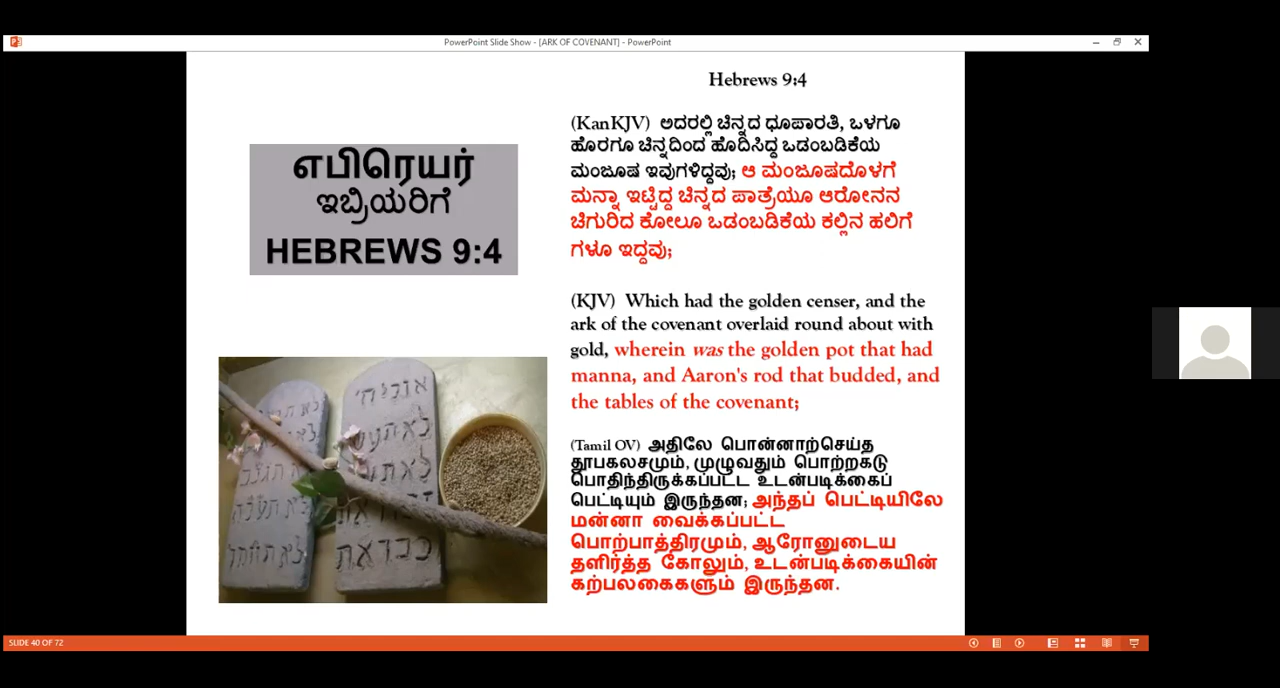 PowerPoint Slide Show - [ARK OF COVENANT] - PowerPoint
எபிரெயர்
ಇಬ್ರಿಯರಿಗೆ
HEBREWS 9:4
Hebrews 9:4
(KanKJV) ಅದರಲ್ಲಿ ಚಿನ್ನದ ಧೂಪಾರತಿ, ಒಳಗೂ
ಹೊರಗೂ ಚಿನ್ನದಿಂದ ಹೊದಿಸಿದ್ದ ಒಡಂಬಡಿಕೆಯ
ಮಂಜೂಷ ಇವುಗಳಿದ್ದವು; ಆ ಮಂಜೂಷದೊಳಗೆ
ಮನ್ನಾ ಇಟ್ಟಿದ್ದ ಚಿನ್ನದ ಪಾತ್ರೆಯೂ ಆರೋನನ
ಚಿಗುರಿದ ಕೋಲೂ ಒಡಂಬಡಿಕೆಯ ಕಲ್ಲಿನ ಹಲಿಗೆ
ಗಳೂ ಇದ್ದವು;
(KJV) Which had the golden censer, and the
ark of the covenant overlaid round about with
gold, wherein was the golden pot that had
manna, and Aaron's rod that budded, and
the tables of the covenant;
(Tamil OV) அதிலே பொன்னாற்செய்த
தூபகலசமும், முழுவதும் பொற்றகடு
பொதிந்திருக்கப்பட்ட உடன்படிக்கைப்
பெட்டியும் இருந்தன; அந்தப் பெட்டியிலே
மன்னா வைக்கப்பட்ட
பொற்பாத்திரமும், ஆரோனுடைய
தளிர்த்த கோலும், உடன்படிக்கையின்
கற்பலகைகளும் இருந்தன.
SLIDE 40 OF 72